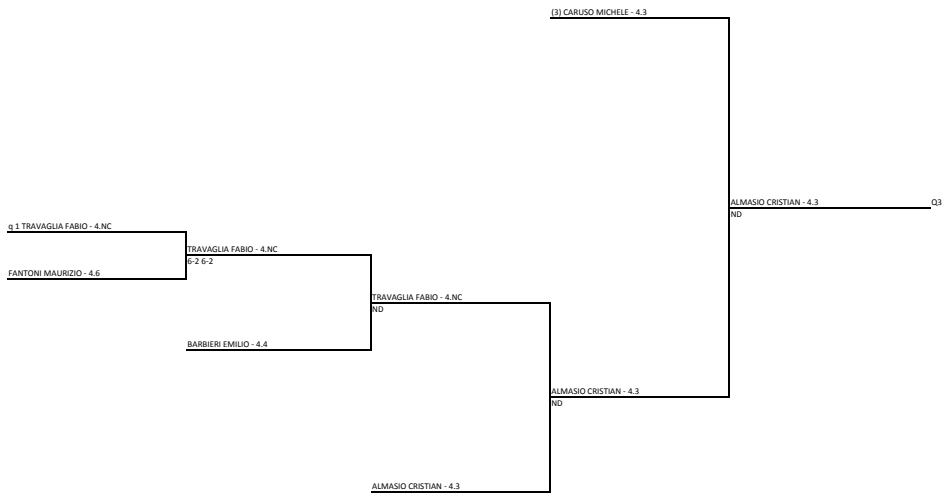 (3) CARUSO MICHELE - 4.3
ALMASIO CRISTIAN - 4.3
Q3
ND
q 1 TRAVAGLIA FABIO - 4.NC
TRAVAGLIA FABIO - 4.NC
6-2 6-2
FANTONI MAURIZIO - 4.6
TRAVAGLIA FABIO - 4.NC
ND
BARBIERI EMILIO - 4.4
ALMASIO CRISTIAN - 4.3
ND
ALMASIO CRISTIAN - 4.3